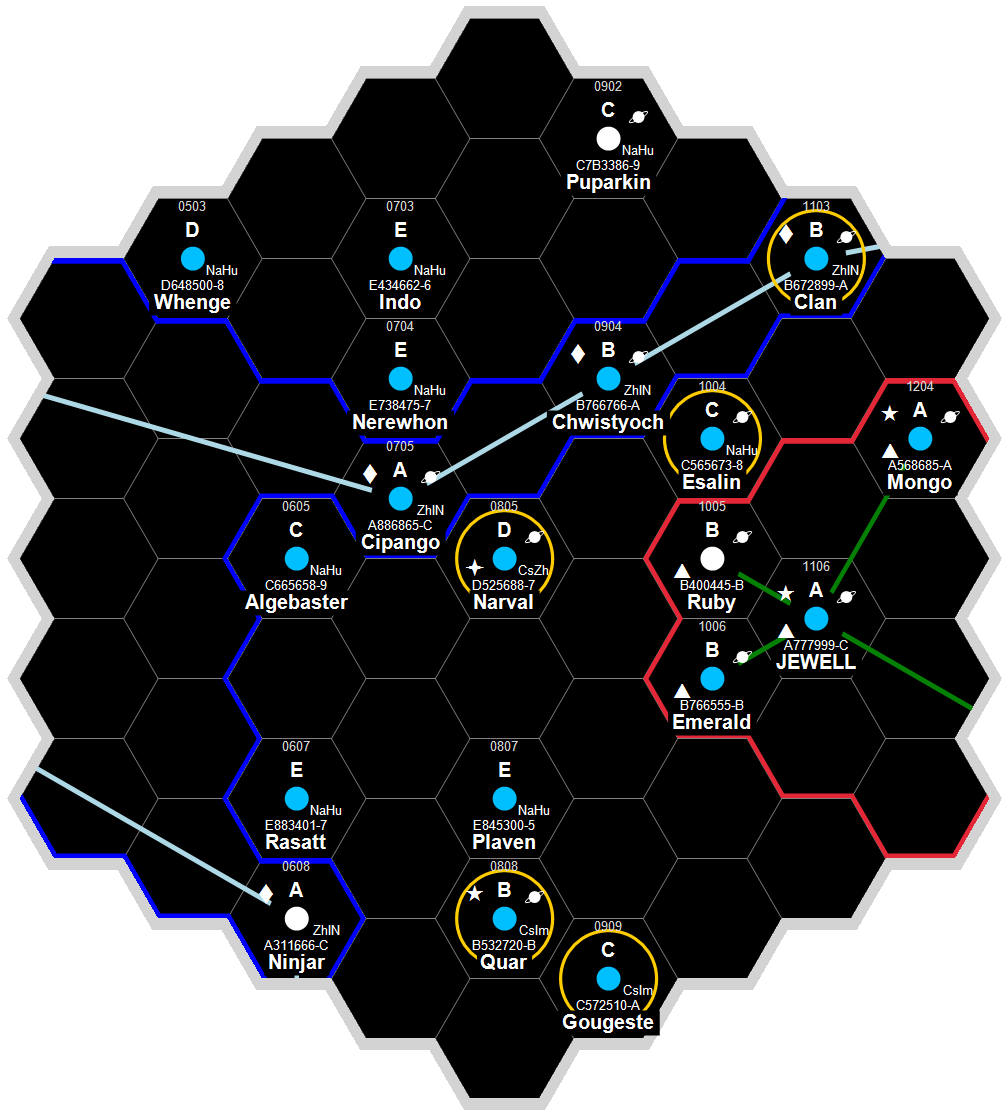 0902
C
NaHu
C7B3386-9
Puparkin
0503
D
NaHu
D648500-8
Whenge
0703
E
NaHu
E434662-6
Indo
1103
B
ZhIN
B672899-A
Clan
0704
E
NaHu
E738475-7
Nerewhon
0904
B
ZhIN
B766766-A
Chwistyoch
1004
C
NaHu
C565673-8
Esalin
1204
A
A568685-A
Mongo
0705
A
ZhIN
A886865-C
Cipango
0605
C
NaHu
C665658-9
Algebaster
0805
D
CsZh
D525688-7
Narval
1005
B
B400445-B
Ruby
1106
A
A777999-C
JEWELL
1006
B
B766555-B
Emerald
0607
E
NaHu
E883401-7
Rasatt
0807
E
NaHu
E845300-5
Plaven
0608
A
ZhIN
A311666-C
Ninjar
0808
B
CsIm
B532720-B
Quar
0909
C
CsIm
C572510-A
Gougeste